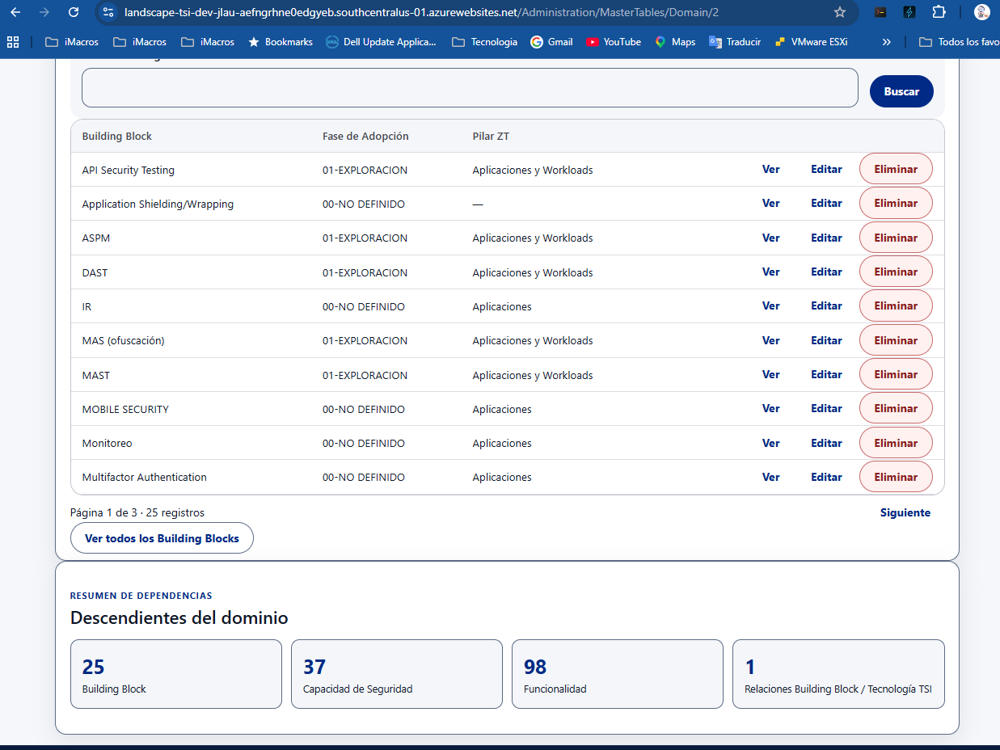 landscape-tsi-dev-jlau-aefngrhne0edgyeb.southcentralus-01.azurewebsites.net/Administration/MasterTables/Domain/2
iMacros iMacros iMacros Bookmarks Dell Update Applica... Tecnologia Gmail YouTube Maps Traducir VMware ESXi » Todos los favo
Buscar
Building Block Fase de Adopción Pilar ZT
API Security Testing 01-EXPLORACION Aplicaciones y Workloads Ver Editar Eliminar
Application Shielding/Wrapping 00-NO DEFINIDO — Ver Editar Eliminar
ASPM 01-EXPLORACION Aplicaciones y Workloads Ver Editar Eliminar
DAST 01-EXPLORACION Aplicaciones y Workloads Ver Editar Eliminar
IR 00-NO DEFINIDO Aplicaciones Ver Editar Eliminar
MAS (ofuscación) 01-EXPLORACION Aplicaciones y Workloads Ver Editar Eliminar
MAST 01-EXPLORACION Aplicaciones y Workloads Ver Editar Eliminar
MOBILE SECURITY 00-NO DEFINIDO Aplicaciones Ver Editar Eliminar
Monitoreo 00-NO DEFINIDO Aplicaciones Ver Editar Eliminar
Multifactor Authentication 00-NO DEFINIDO Aplicaciones Ver Editar Eliminar
Página 1 de 3 · 25 registros Siguiente
Ver todos los Building Blocks
RESUMEN DE DEPENDENCIAS
Descendientes del dominio
25 37 98 1
Building Block Capacidad de Seguridad Funcionalidad Relaciones Building Block / Tecnología TSI